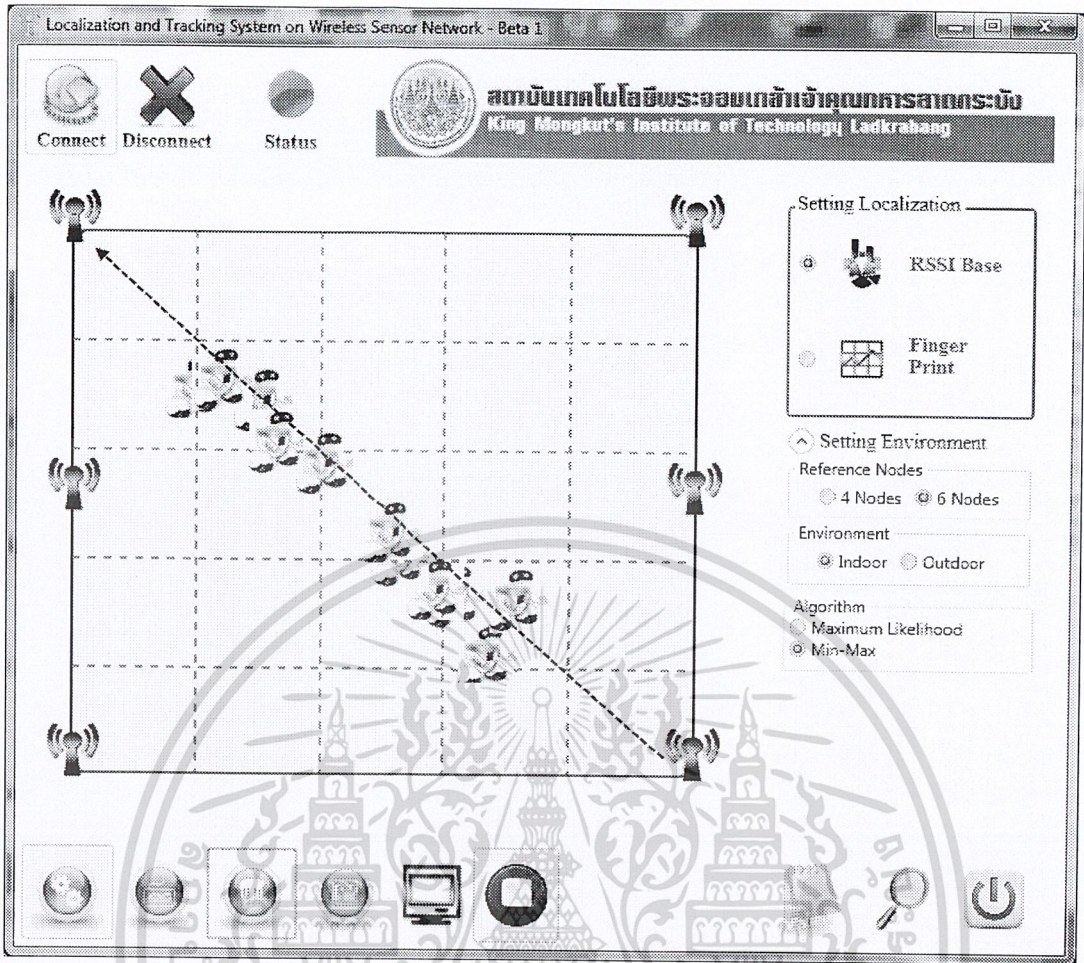 Localization and Tracking System on Wireless Sensor Network - Beta 1
Connect
Disconnect
Status
สถาบันเทคโนโลยีพระจอมเกล้าเจ้าคุณทหารลาดกระบัง
King Mongkut's Institute of Technology Ladkrabang
Setting Localization
RSSI Base
Finger
Print
Setting Environment
Reference Nodes
4 Nodes
6 Nodes
Environment
Indoor
Outdoor
Algorithm
Maximum Likelihood
Min-Max